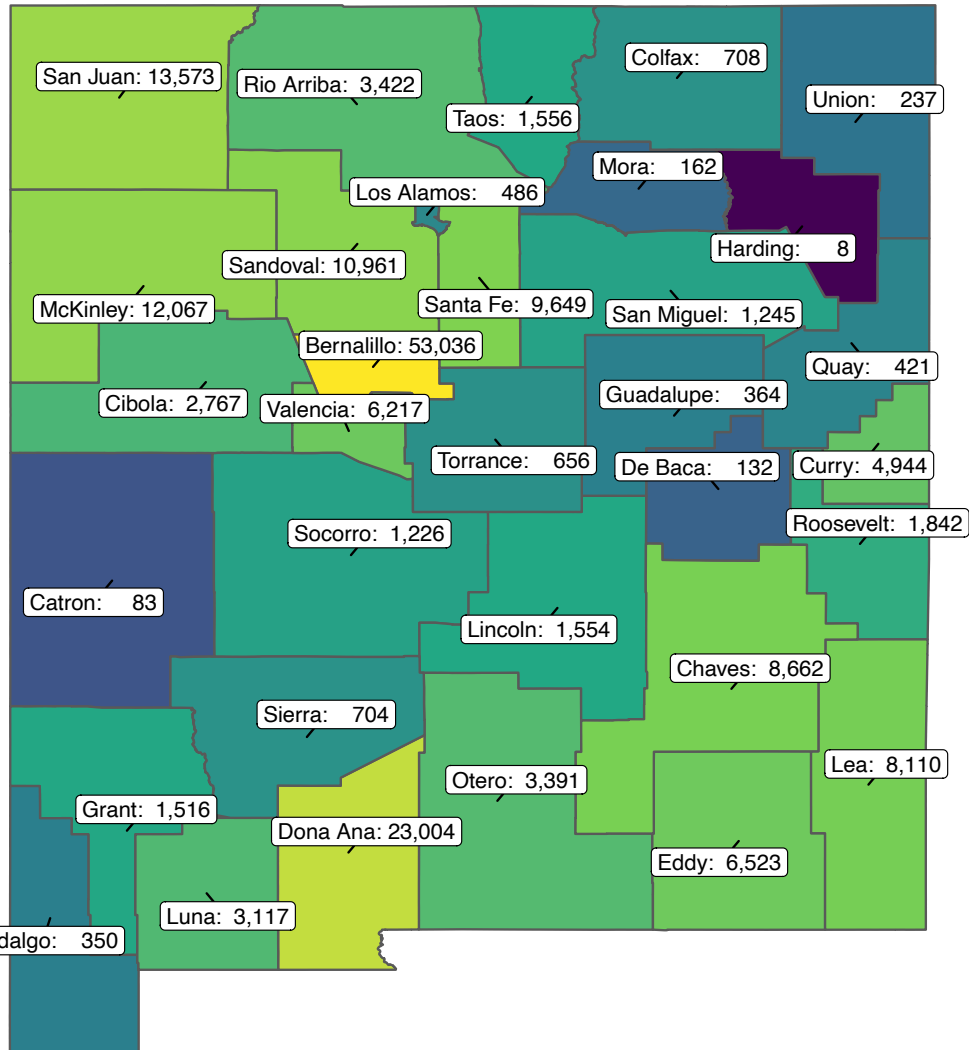 Colfax: 708
San Juan: 13,573
Rio Arriba: 3,422
Union: 237
Taos: 1,556
Mora: 162
Los Alamos: 486
Harding: 8
Sandoval: 10,961
Santa Fe: 9,649
McKinley: 12,067
San Miguel: 1,245
Bernalillo: 53,036
Quay: 421
Guadalupe: 364
Cibola: 2,767
Valencia: 6,217
Torrance: 656
De Baca: 132
Curry: 4,944
Roosevelt: 1,842
Socorro: 1,226
Catron: 83
Lincoln: 1,554
Chaves: 8,662
Sierra: 704
Lea: 8,110
Otero: 3,391
Grant: 1,516
Dona Ana: 23,004
Eddy: 6,523
Luna: 3,117
dalgo: 350